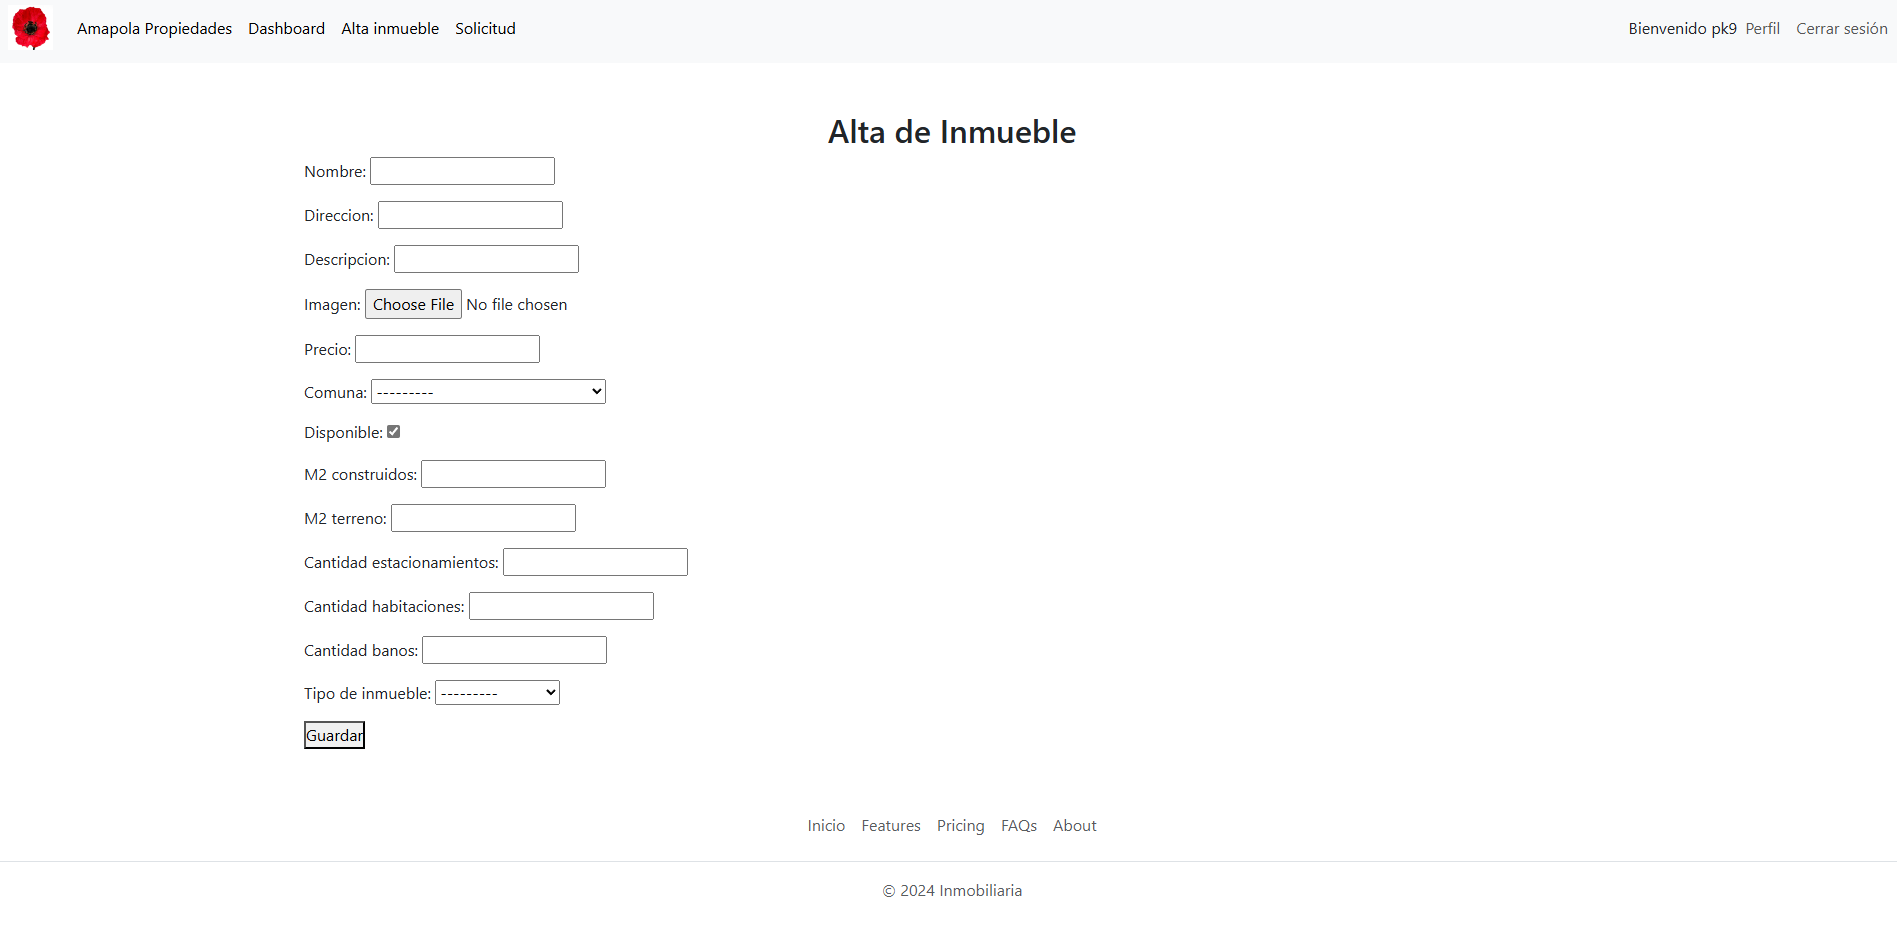 Amapola Propiedades Dashboard Alta inmueble Solicitud Bienvenido pk9 Perfil Cerrar sesión
Alta de Inmueble
Nombre:
Direccion:
Descripcion:
Imagen: Choose File No file chosen
Precio:
Comuna: ---------
Disponible:
M2 construidos:
M2 terreno:
Cantidad estacionamientos:
Cantidad habitaciones:
Cantidad banos:
Tipo de inmueble: ---------
Guardar
Inicio Features Pricing FAQs About
© 2024 Inmobiliaria